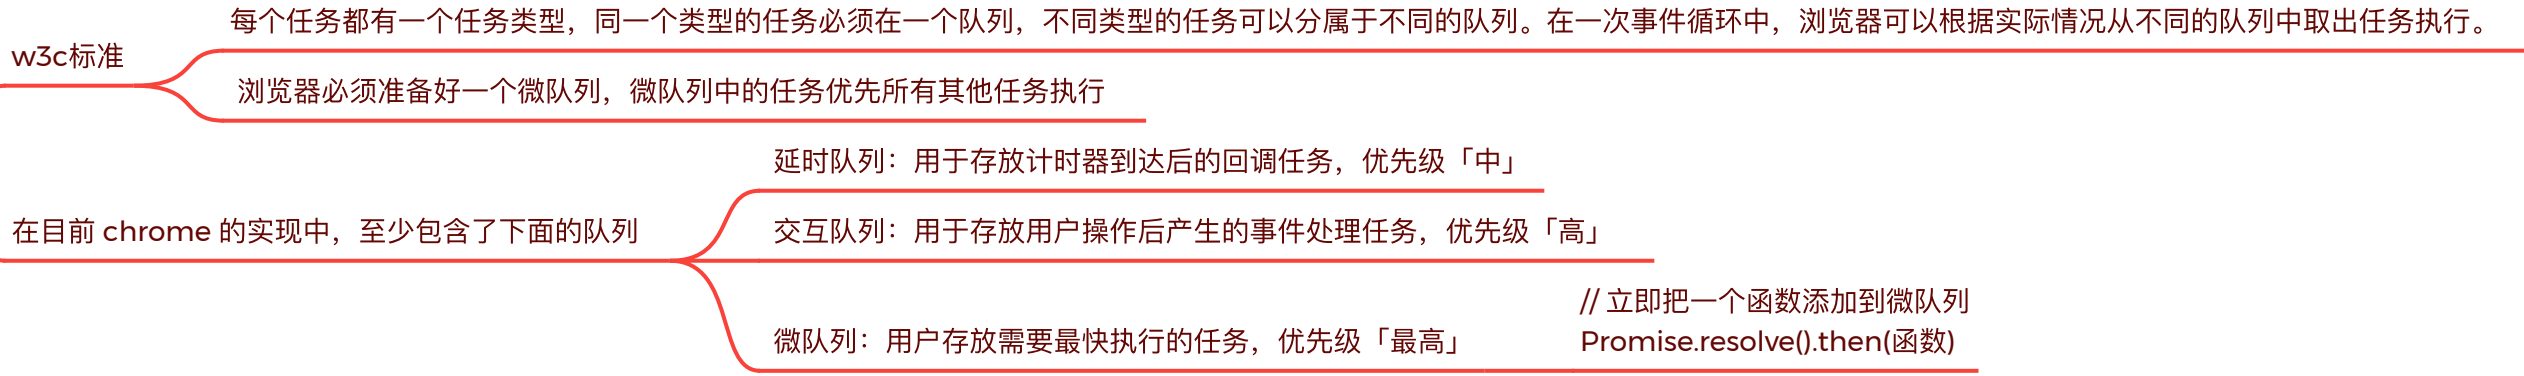 w3c标准
每个任务都有一个任务类型，同一个类型的任务必须在一个队列，不同类型的任务可以分属于不同的队列。在一次事件循环中，浏览器可以根据实际情况从不同的队列中取出任务执行。
浏览器必须准备好一个微队列，微队列中的任务优先所有其他任务执行
在目前 chrome 的实现中，至少包含了下面的队列
延时队列：用于存放计时器到达后的回调任务，优先级「中」
交互队列：用于存放用户操作后产生的事件处理任务，优先级「高」
微队列：用户存放需要最快执行的任务，优先级「最高」
// 立即把一个函数添加到微队列
Promise.resolve().then(函数)